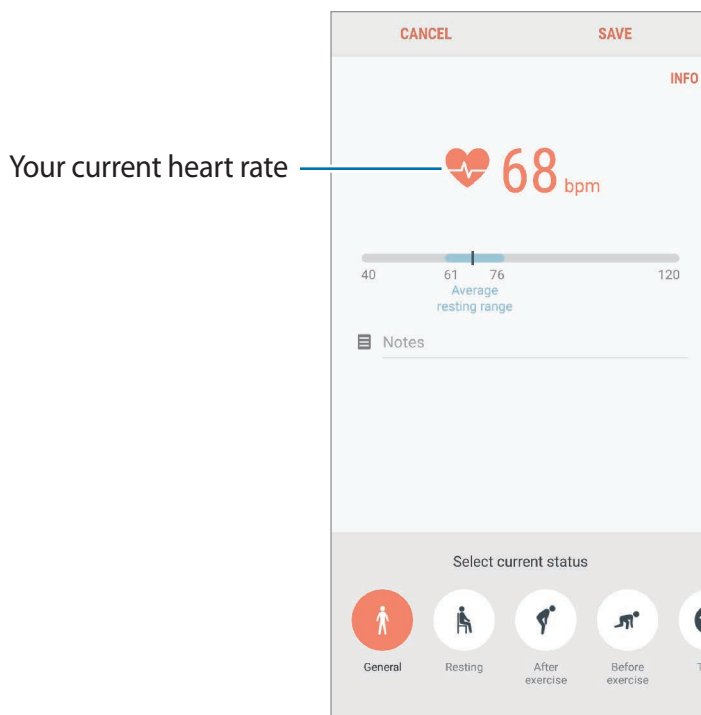 CANCEL SAVE
INFO
Your current heart rate
68 bpm
40 61 76 120
Average
resting range
Notes
Select current status
General Resting After exercise Before exercise